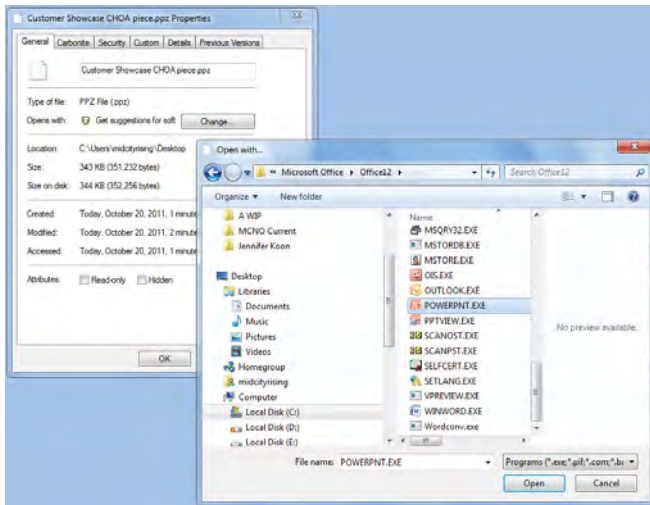 Customer Showcase CHOA piece.ppz Properties
General Carbonite Security Custom Details Previous Versions
Customer Showcase CHOA piece.ppz
Type of file: PPZ File (ppz)
Opens with: Get suggestions for soft Change...
Location: C:\Users\midcityrising\Desktop
Size: 343 KB (351,232 bytes)
Size on disk: 344 KB (352,256 bytes)
Created: Today, October 20, 2011, 1 minute
Modified: Today, October 20, 2011, 2 minute
Accessed: Today, October 20, 2011, 1 minute
Attributes: Read-only Hidden
OK
Open with...
Microsoft Office Office12
Search Office12
Organize New folder
A WIP
MCNO Current
Jennifer Koon
Desktop
Libraries
Documents
Music
Pictures
Videos
Homegroup
midcityrising
Computer
Local Disk (C:)
Local Disk (D:)
Local Disk (E:)
Name
MSQRY32.EXE
MSTORDB.EXE
MSTORE.EXE
OIS.EXE
OUTLOOK.EXE
POWERPNT.EXE
PPTVIEW.EXE
SCANOST.EXE
SCANPST.EXE
SELFCERT.EXE
SETLANG.EXE
VPREVIEW.EXE
WINWORD.EXE
Wordconv.exe
No preview available.
File name: POWERPNT.EXE
Programs (*.exe;*.pif;*.com;*.b
Open Cancel